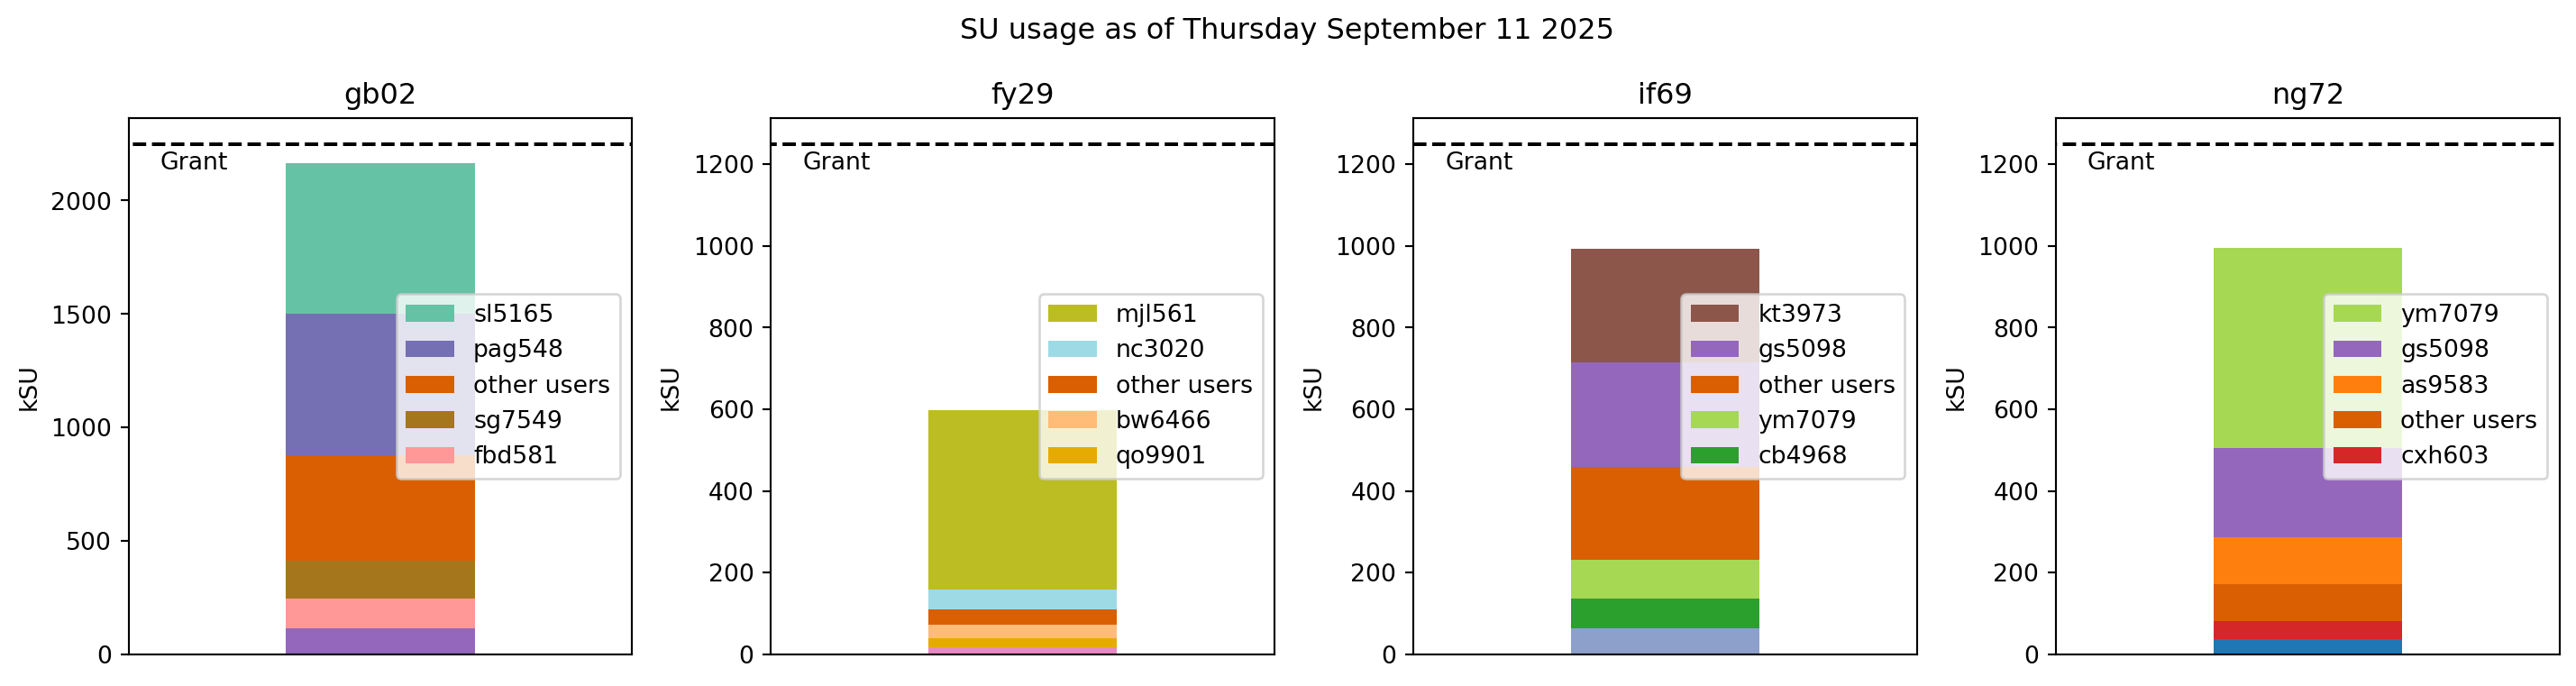 SU usage as of Thursday September 11 2025
gb02
kSU
2000
1500
1000
500
0
Grant
sl5165
pag548
other users
sg7549
fbd581
fy29
kSU
1200
1000
800
600
400
200
0
Grant
mjl561
nc3020
other users
bw6466
qo9901
if69
kSU
1200
1000
800
600
400
200
0
Grant
kt3973
gs5098
other users
ym7079
cb4968
ng72
kSU
1200
1000
800
600
400
200
0
Grant
ym7079
gs5098
as9583
other users
cxh603